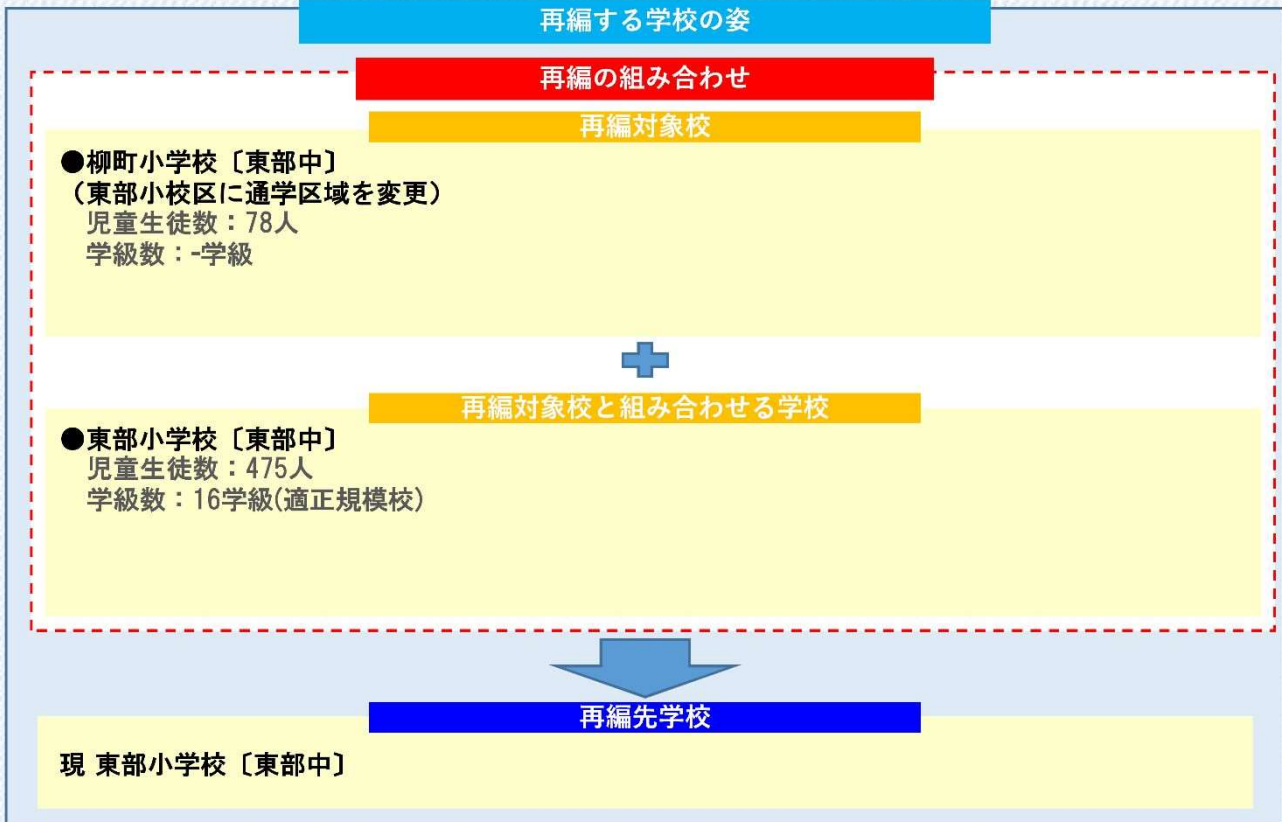 再編する学校の姿
再編の組み合わせ
再編対象校
●柳町小学校〔東部中〕
（東部小校区に通学区域を変更）
児童生徒数：78人
学級数：-学級
再編対象校と組み合わせる学校
●東部小学校〔東部中〕
児童生徒数：475人
学級数：16学級(適正規模校)
再編先学校
現 東部小学校〔東部中〕